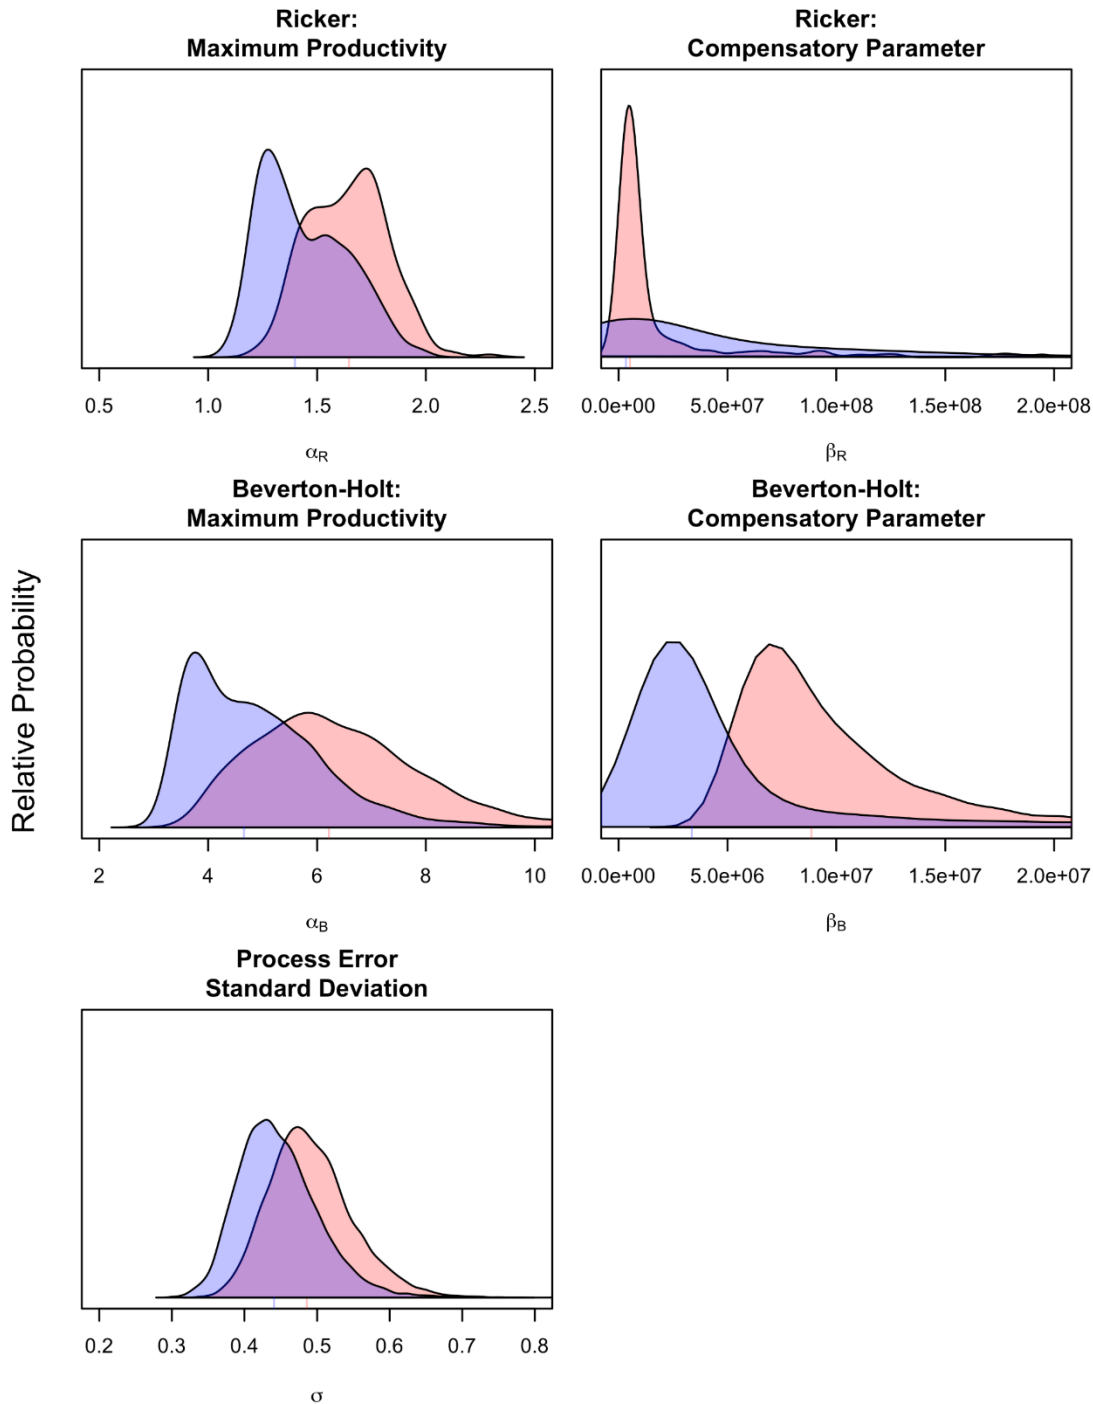 Ricker:
Maximum Productivity
0.5 1.0 1.5 2.0 2.5
αR
Ricker:
Compensatory Parameter
0.0e+00 5.0e+07 1.0e+08 1.5e+08 2.0e+08
βR
Relative Probability
Beverton-Holt:
Maximum Productivity
2 4 6 8 10
αB
Beverton-Holt:
Compensatory Parameter
0.0e+00 5.0e+06 1.0e+07 1.5e+07 2.0e+07
βB
Process Error
Standard Deviation
0.2 0.3 0.4 0.5 0.6 0.7 0.8
σ